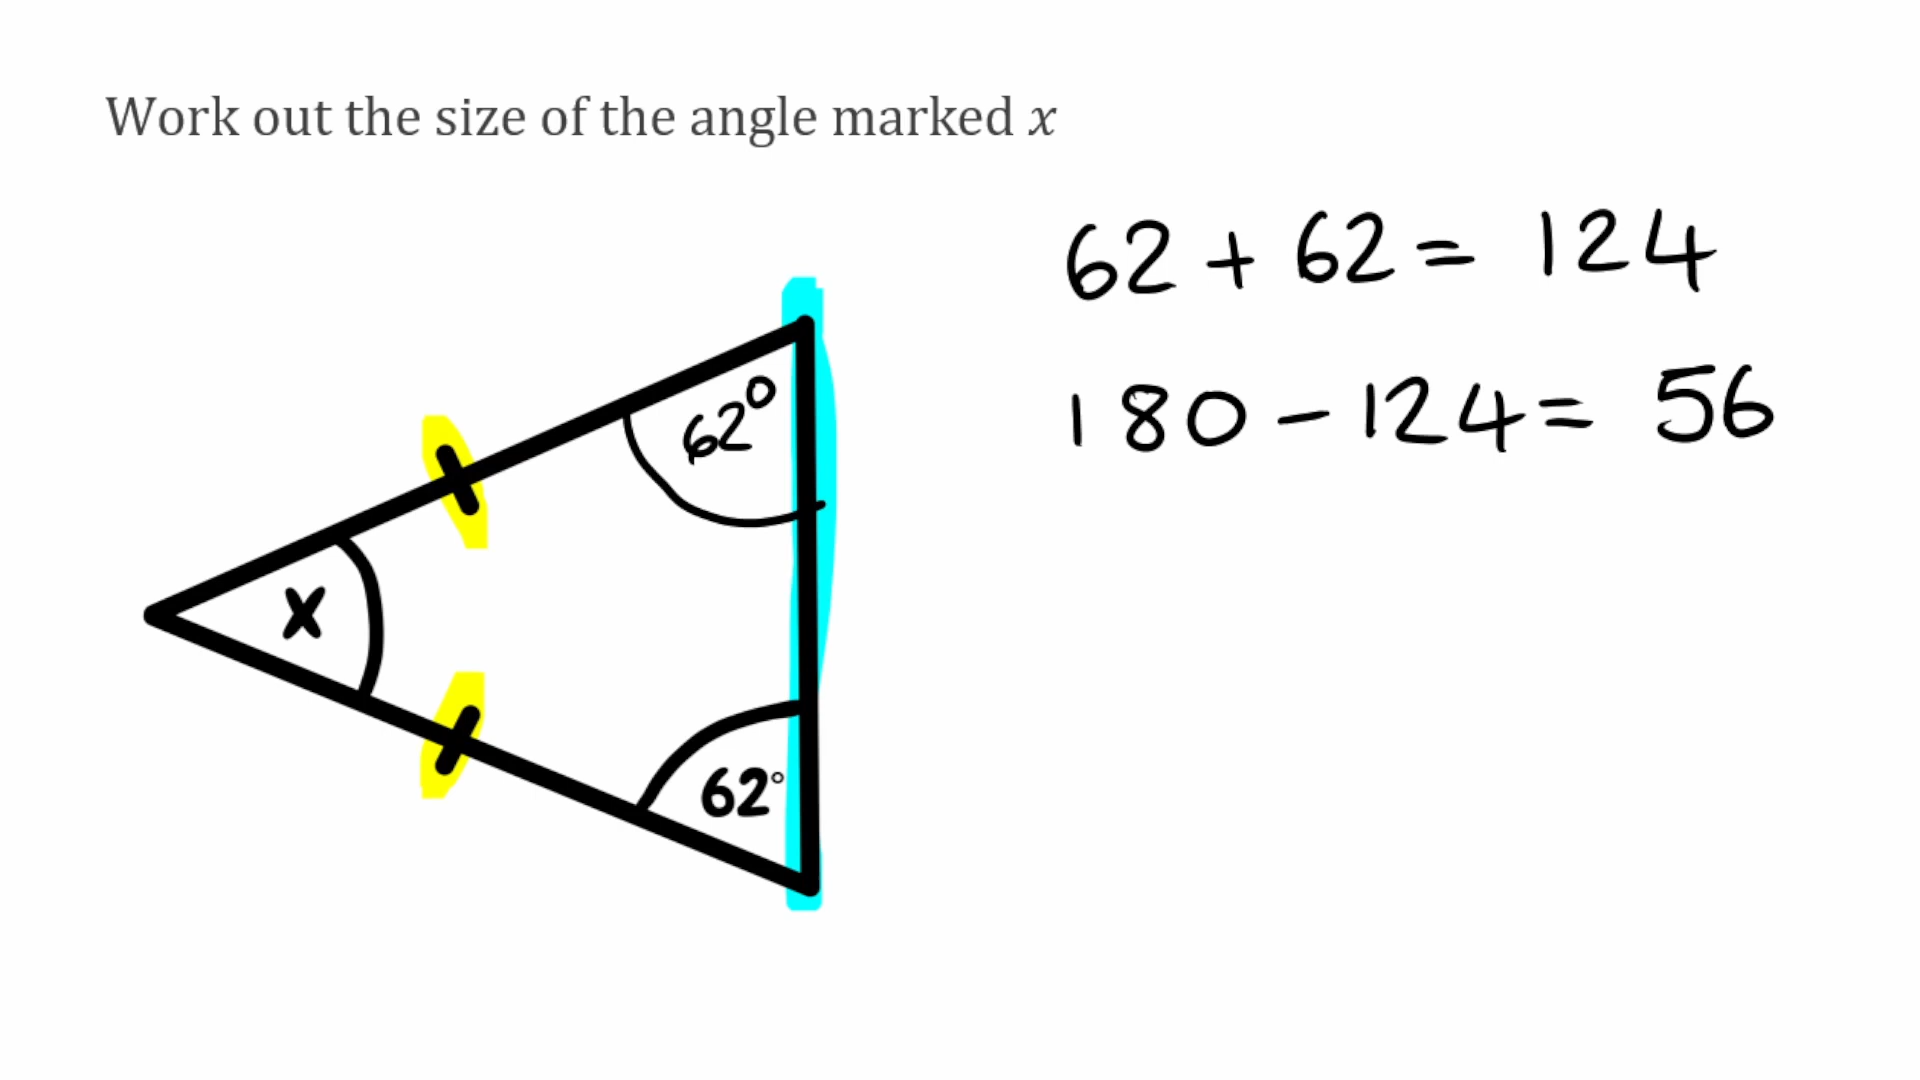 Work out the size of the angle marked x
62 + 62 = 124
180 - 124 = 56
62°
x
62°